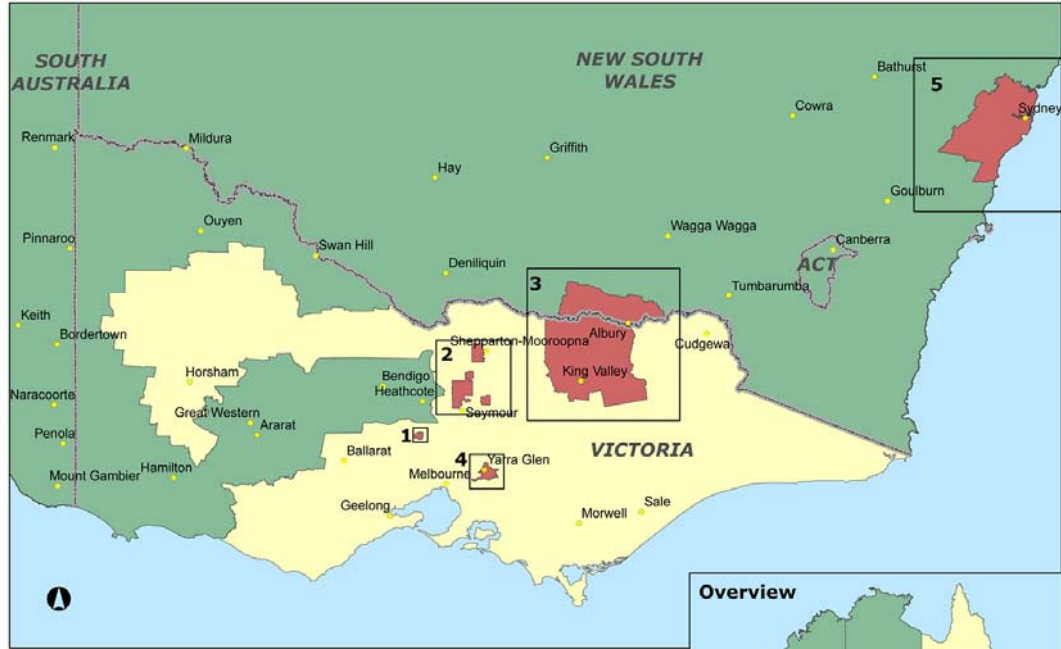 SOUTH
AUSTRALIA
NEW SOUTH
WALES
Bathurst
5
Sydney
Cowra
Renmark
Mildura
Griffith
Hay
Goulburn
Ouyen
Wagga Wagga
Pinnaroo
Swan Hill
Canberra
ACT
Deniliquin
3
Tumbarumba
Keith
Bordertown
Albury
Cudgewa
Shepparton-Mooroopna
2
Horsham
Bendigo
King Valley
Naracoorte
Heathcote
Great Western
Seymour
Ararat
1
Penola
VICTORIA
Ballarat
4
Yarra Glen
Mount Gambier
Hamilton
Melbourne
Geelong
Sale
Morwell
Overview